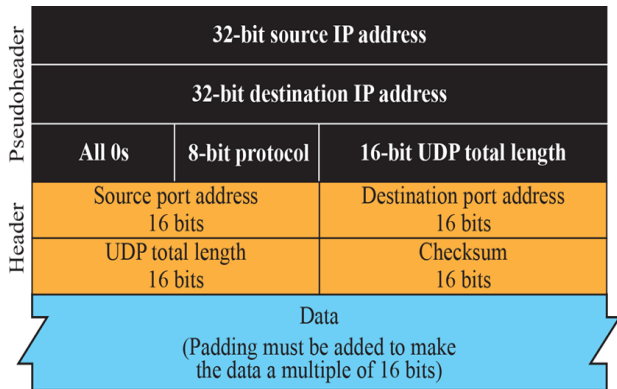 Pseudoheader
32-bit source IP address
32-bit destination IP address
All 0s 8-bit protocol 16-bit UDP total length
Header
Source port address Destination port address
16 bits 16 bits
UDP total length Checksum
16 bits 16 bits
Data
(Padding must be added to make
the data a multiple of 16 bits)